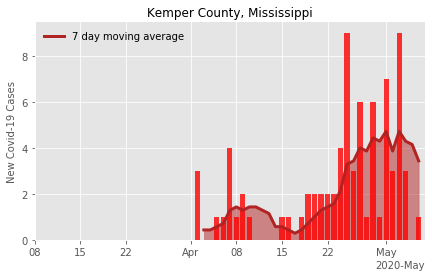 Kemper County, Mississippi
7 day moving average
New Covid-19 Cases
8
6
4
2
0
08 15 22 Apr 08 15 22 May
2020-May